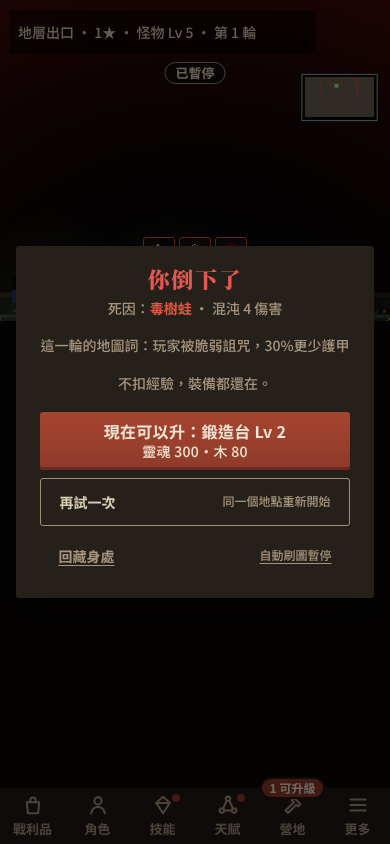 地層出口 • 1★ • 怪物 Lv 5 • 第 1 輪
已暫停
你倒下了
死因：毒樹蛙 • 混沌 4 傷害
這一輪的地圖詞：玩家被脆弱詛咒，30%更少護甲
不扣經驗，裝備都還在。
現在可以升：鍛造台 Lv 2
靈魂 300・木 80
再試一次 同一個地點重新開始
回藏身處 自動刷圖暫停
1 可升級
戰利品 角色 技能 天賦 營地 更多